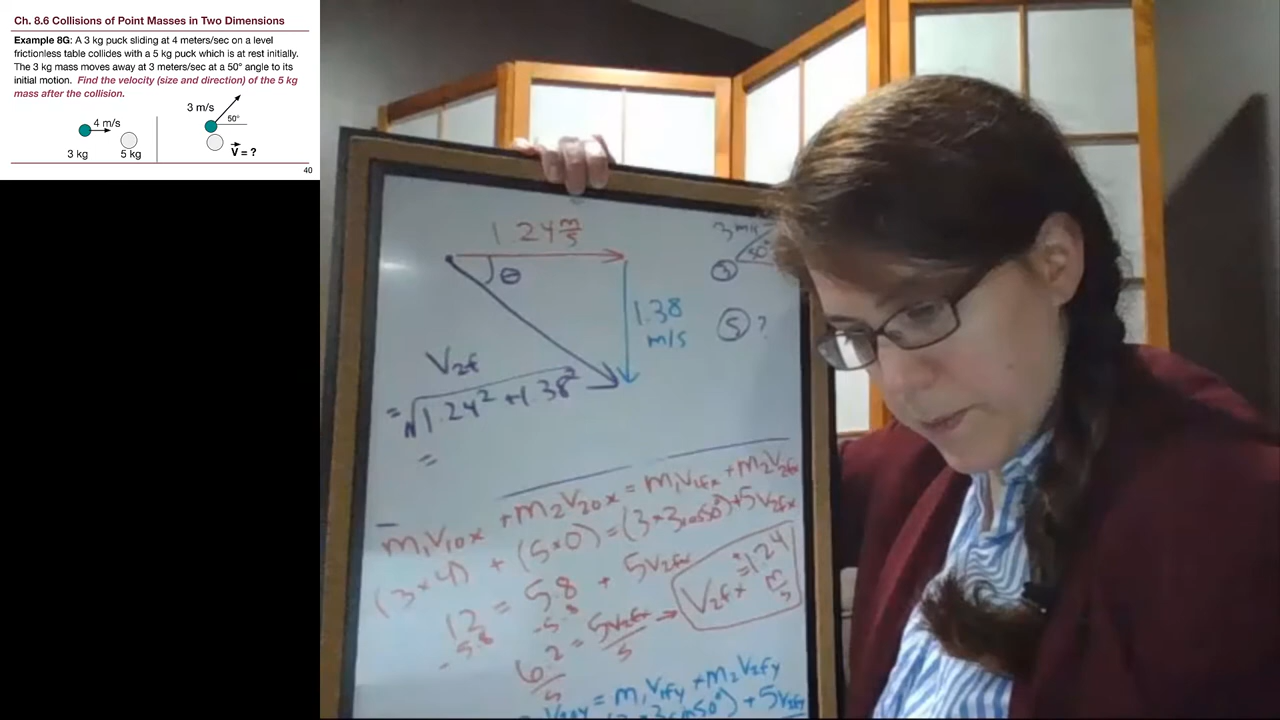 Ch. 8.6 Collisions of Point Masses in Two Dimensions
Example 8G: A 3 kg puck sliding at 4 meters/sec on a level
frictionless table collides with a 5 kg puck which is at rest initially.
The 3 kg mass moves away at 3 meters/sec at a 50° angle to its
initial motion. Find the velocity (size and direction) of the 5 kg
mass after the collision.
3 m/s
50°
4 m/s
3 kg
5 kg
V = ?
40
1.24 m/s
θ
1.38
m/s
3 m/s
50°
3
5 ?
V2f
= √1.24² + 1.38²
=
m1V10x + m2V20x = m1V1fx + m2V2fx
(3×4) + (5×0) = (3×3cos50°) + 5V2fx
12 = 5.8 + 5V2fx
-5.8 -5.8
6.2 = 5V2fx →
5 5
V2fx = +1.24 m/s
= m1V1fy + m2V2fy
+ 5V2fy